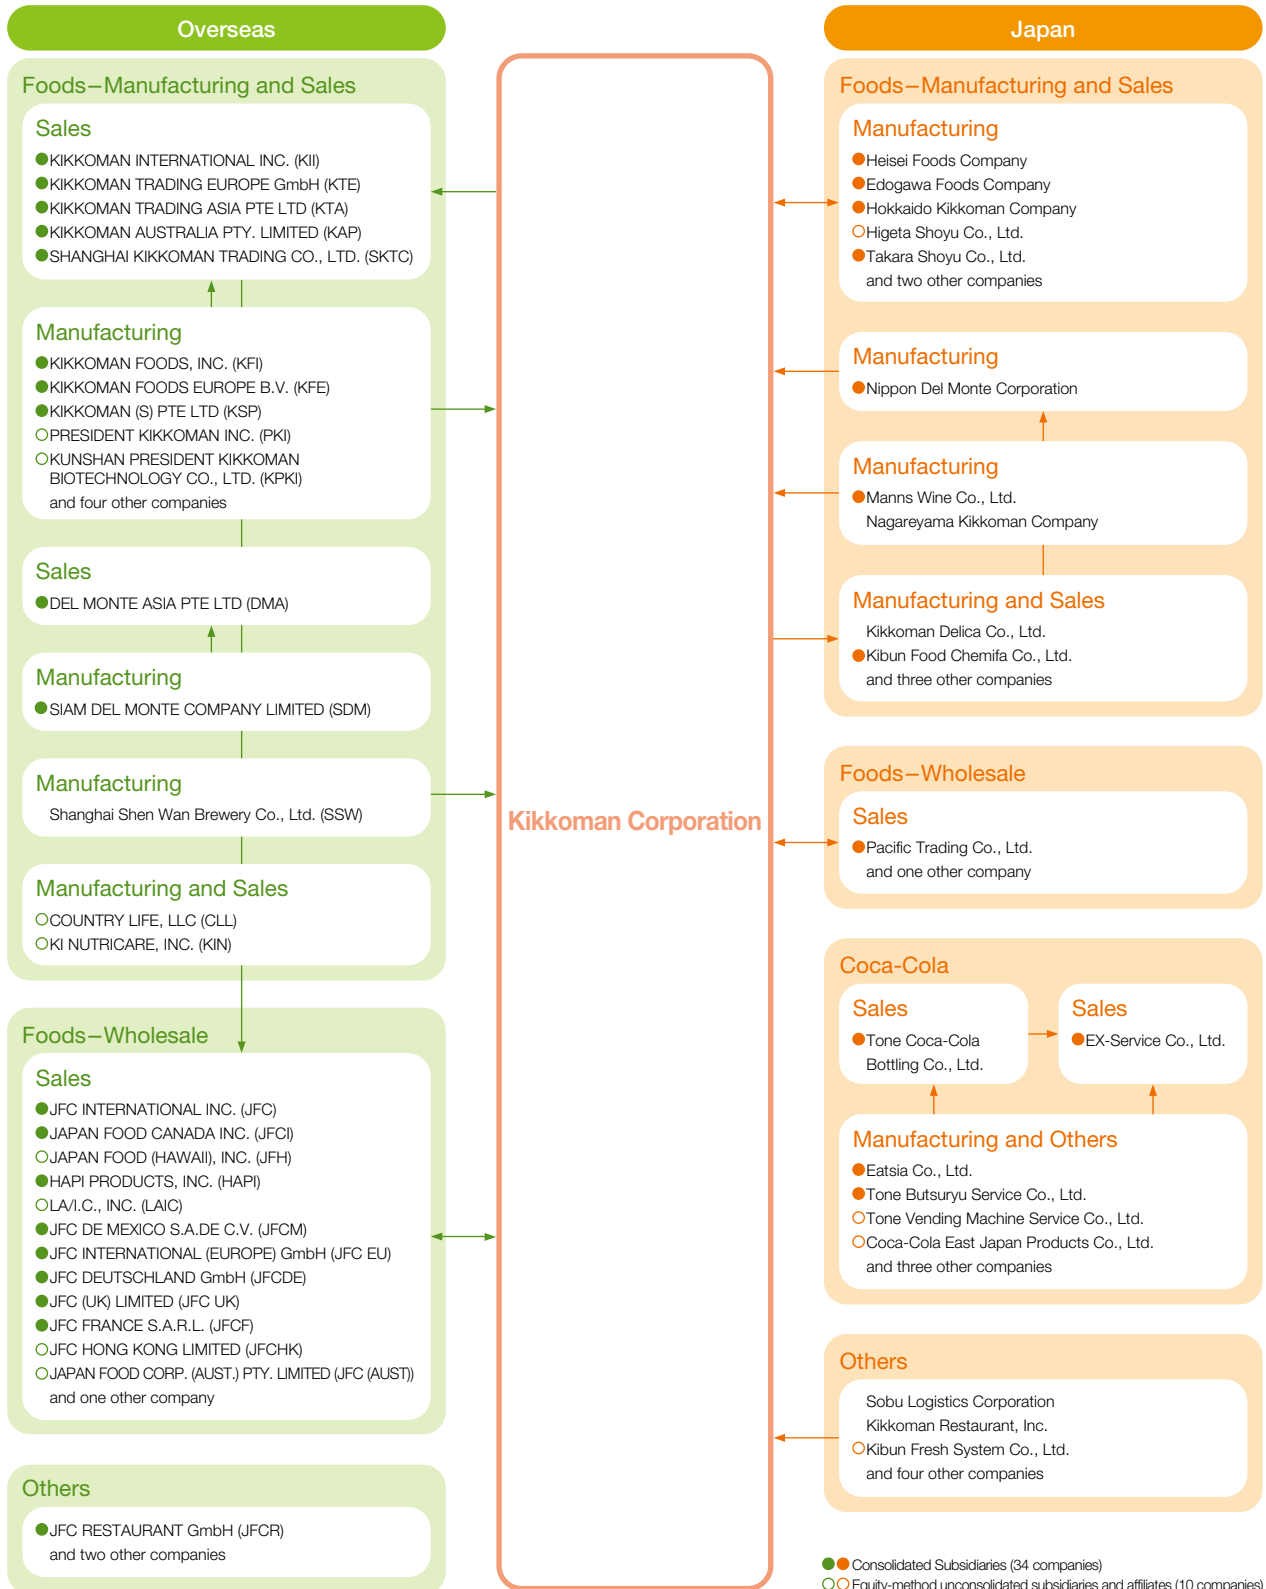 Overseas
Foods–Manufacturing and Sales
Sales
KIKKOMAN INTERNATIONAL INC. (KII)
KIKKOMAN TRADING EUROPE GmbH (KTE)
KIKKOMAN TRADING ASIA PTE LTD (KTA)
KIKKOMAN AUSTRALIA PTY. LIMITED (KAP)
SHANGHAI KIKKOMAN TRADING CO., LTD. (SKTC)
Manufacturing
KIKKOMAN FOODS, INC. (KFI)
KIKKOMAN FOODS EUROPE B.V. (KFE)
KIKKOMAN (S) PTE LTD (KSP)
PRESIDENT KIKKOMAN INC. (PKI)
KUNSHAN PRESIDENT KIKKOMAN
BIOTECHNOLOGY CO., LTD. (KPKI)
and four other companies
Sales
DEL MONTE ASIA PTE LTD (DMA)
Manufacturing
SIAM DEL MONTE COMPANY LIMITED (SDM)
Manufacturing
Shanghai Shen Wan Brewery Co., Ltd. (SSW)
Manufacturing and Sales
COUNTRY LIFE, LLC (CLL)
KI NUTRICARE, INC. (KIN)
Foods–Wholesale
Sales
JFC INTERNATIONAL INC. (JFC)
JAPAN FOOD CANADA INC. (JFCI)
JAPAN FOOD (HAWAII), INC. (JFH)
HAPI PRODUCTS, INC. (HAPI)
LA/I.C., INC. (LAIC)
JFC DE MEXICO S.A.DE C.V. (JFCM)
JFC INTERNATIONAL (EUROPE) GmbH (JFC EU)
JFC DEUTSCHLAND GmbH (JFCDE)
JFC (UK) LIMITED (JFC UK)
JFC FRANCE S.A.R.L. (JFCF)
JFC HONG KONG LIMITED (JFCHK)
JAPAN FOOD CORP. (AUST.) PTY. LIMITED (JFC (AUST))
and one other company
Others
JFC RESTAURANT GmbH (JFCR)
and two other companies
Kikkoman Corporation
Japan
Foods–Manufacturing and Sales
Manufacturing
Heisei Foods Company
Edogawa Foods Company
Hokkaido Kikkoman Company
Higeta Shoyu Co., Ltd.
Takara Shoyu Co., Ltd.
and two other companies
Manufacturing
Nippon Del Monte Corporation
Manufacturing
Manns Wine Co., Ltd.
Nagareyama Kikkoman Company
Manufacturing and Sales
Kikkoman Delica Co., Ltd.
Kibun Food Chemifa Co., Ltd.
and three other companies
Foods–Wholesale
Sales
Pacific Trading Co., Ltd.
and one other company
Coca-Cola
Sales
Tone Coca-Cola
Bottling Co., Ltd.
Sales
EX-Service Co., Ltd.
Manufacturing and Others
Eatsia Co., Ltd.
Tone Butsuryu Service Co., Ltd.
Tone Vending Machine Service Co., Ltd.
Coca-Cola East Japan Products Co., Ltd.
and three other companies
Others
Sobu Logistics Corporation
Kikkoman Restaurant, Inc.
Kibun Fresh System Co., Ltd.
and four other companies
Consolidated Subsidiaries (34 companies)
Equity-method unconsolidated subsidiaries and affiliates (10 companies)